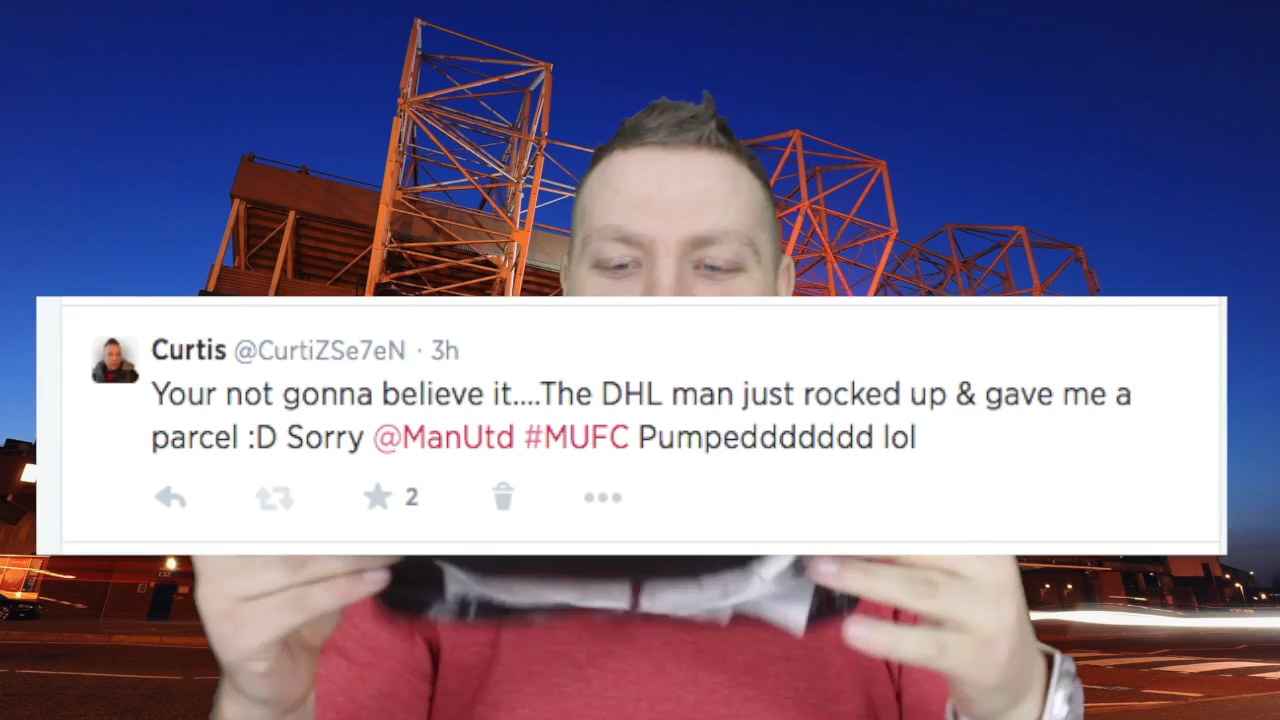 Curtis @CurtiZSe7eN · 3h
Your not gonna believe it....The DHL man just rocked up & gave me a
parcel :D Sorry @ManUtd #MUFC Pumpeddddddd lol
2